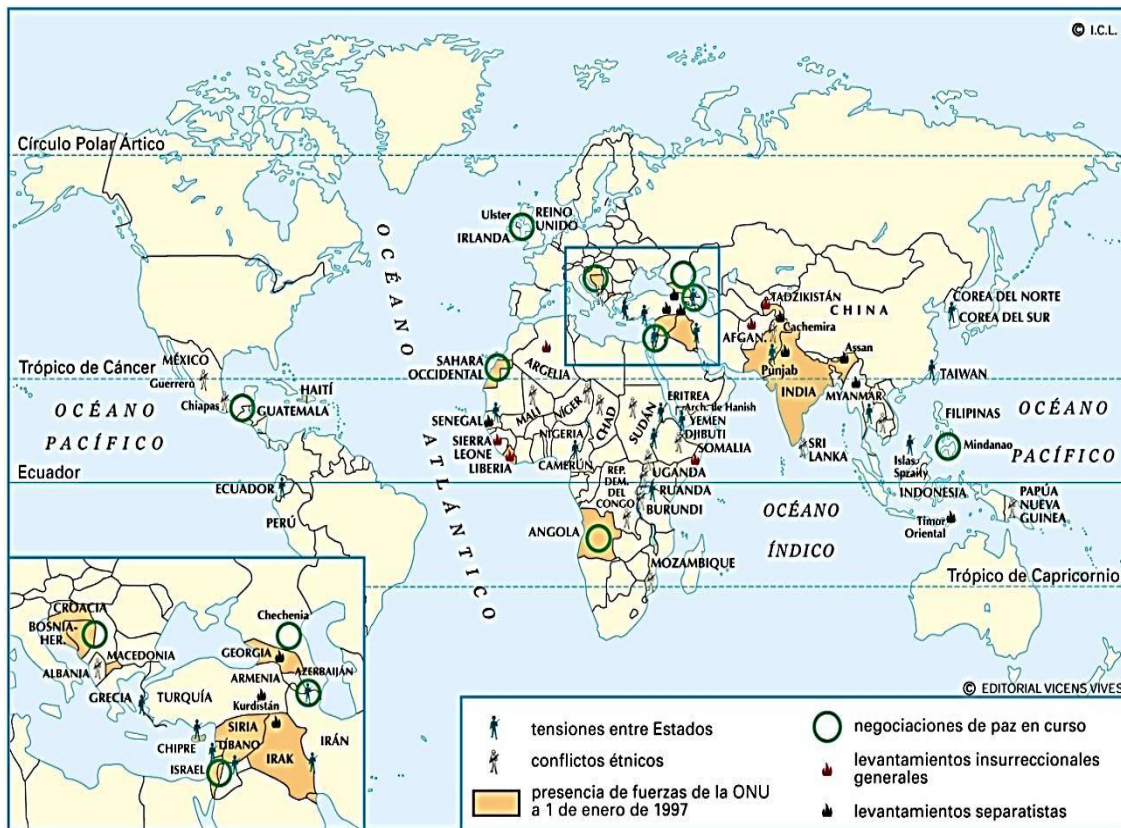 © I.C.L.
Círculo Polar Ártico
Ulster
REINO
UNIDO
IRLANDA
OCÉANO
ATLÁNTICO
TADZIKISTÁN
CHINA
COREA DEL NORTE
COREA DEL SUR
AFGAN.
Cachemira
Assan
Punjab
INDIA
MYANMAR
TAIWAN
MÉXICO
Guerrero
Trópico de Cáncer
Chiapas
HAITÍ
GUATEMALA
OCÉANO
PACÍFICO
SAHARA
OCCIDENTAL
ARGELIA
MALI
NÍGER
CHAD
SUDÁN
ERITREA
Arch. de Hanish
YEMEN
DJIBUTI
SOMALIA
SENEGAL
SIERRA
LEONE
LIBERIA
NIGERIA
CAMERÚN
UGANDA
RUANDA
BURUNDI
REP.
DEM.
DEL
CONGO
SRI
LANKA
FILIPINAS
Mindanao
OCÉANO
PACÍFICO
Islas
Spratly
INDONESIA
Timor
Oriental
PAPÚA
NUEVA
GUINEA
Ecuador
ECUADOR
PERÚ
ANGOLA
MOZAMBIQUE
OCÉANO
ÍNDICO
Trópico de Capricornio
CROACIA
BOSNIA-
HER.
MACEDONIA
ALBANIA
GRECIA
TURQUÍA
Chechenia
GEORGIA
ARMENIA
AZERBAIJÁN
Kurdistán
CHIPRE
SIRIA
LÍBANO
ISRAEL
IRAK
IRÁN
© EDITORIAL VICENS VIVES
tensiones entre Estados
conflictos étnicos
presencia de fuerzas de la ONU
a 1 de enero de 1997
negociaciones de paz en curso
levantamientos insurreccionales
generales
levantamientos separatistas